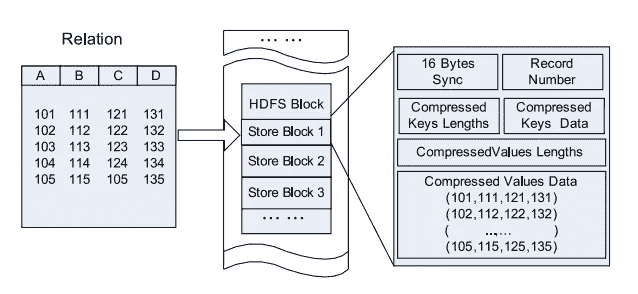 Relation
A B C D
101 111 121 131
102 112 122 132
103 113 123 133
104 114 124 134
105 115 105 135
... ...
HDFS Block
Store Block 1
Store Block 2
Store Block 3
... ...
... ...
16 Bytes
Sync
Record
Number
Compressed
Keys Lengths
Compressed
Keys Data
CompressedValues Lengths
Compressed Values Data
(101,111,121,131)
(102,112,122,132)
( ...,... )
(105,115,125,135)